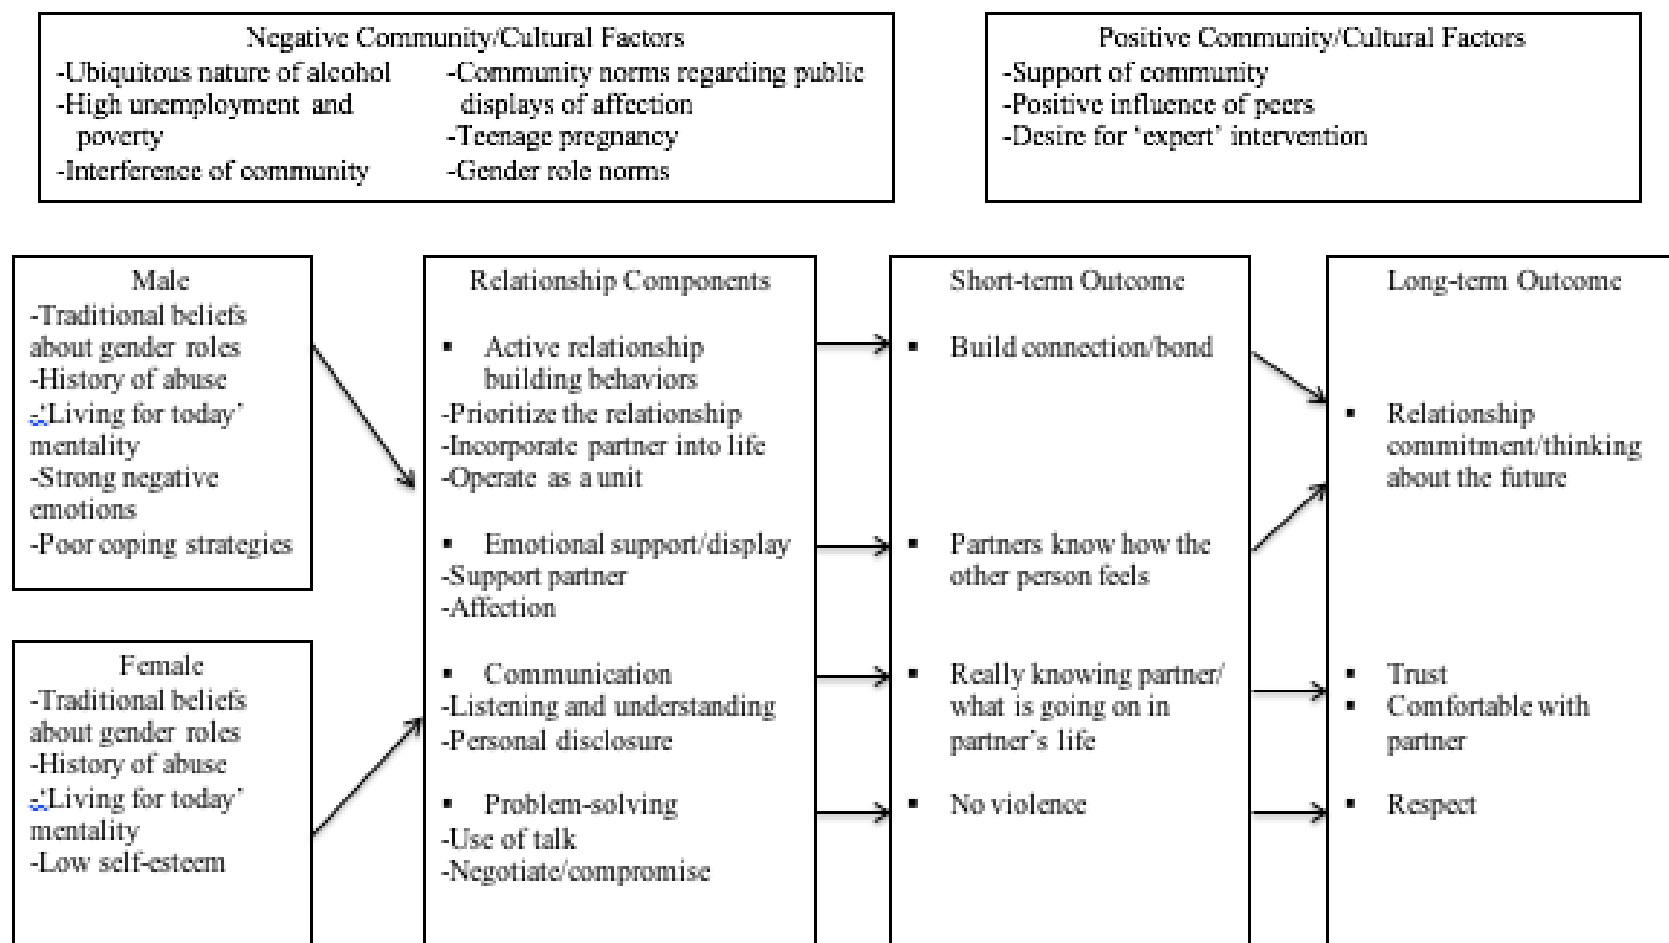 Negative Community/Cultural Factors
-Ubiquitous nature of alcohol
-High unemployment and
poverty
-Interference of community
-Community norms regarding public
displays of affection
-Teenage pregnancy
-Gender role norms
Positive Community/Cultural Factors
-Support of community
-Positive influence of peers
-Desire for ‘expert’ intervention
Male
-Traditional beliefs
about gender roles
-History of abuse
-‘Living for today’
mentality
-Strong negative
emotions
-Poor coping strategies
Female
-Traditional beliefs
about gender roles
-History of abuse
-‘Living for today’
mentality
-Low self-esteem
Relationship Components
▪ Active relationship
building behaviors
-Prioritize the relationship
-Incorporate partner into life
-Operate as a unit
▪ Emotional support/display
-Support partner
-Affection
▪ Communication
-Listening and understanding
-Personal disclosure
▪ Problem-solving
-Use of talk
-Negotiate/compromise
Short-term Outcome
▪ Build connection/bond
▪ Partners know how the
other person feels
▪ Really knowing partner/
what is going on in
partner’s life
▪ No violence
Long-term Outcome
▪ Relationship
commitment/thinking
about the future
▪ Trust
▪ Comfortable with
partner
▪ Respect